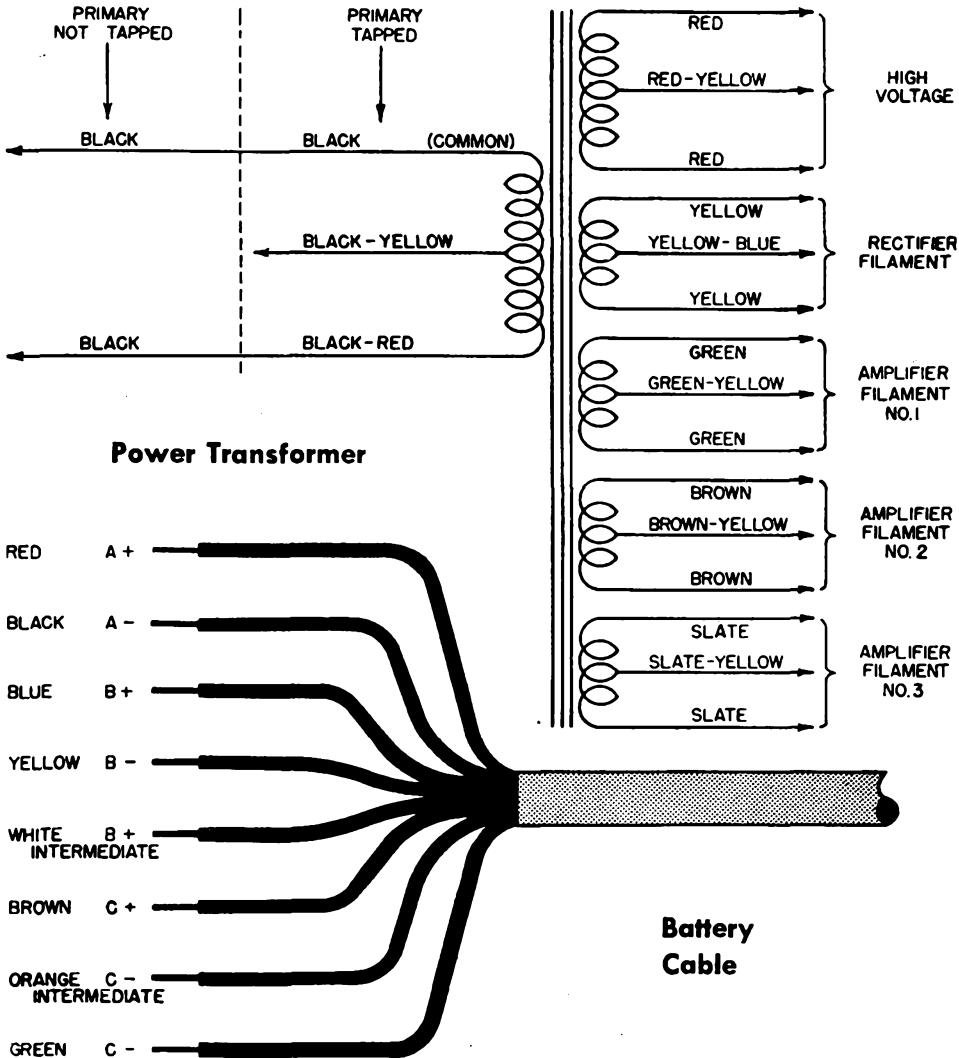 PRIMARY
NOT TAPPED
PRIMARY
TAPPED
BLACK
BLACK
(COMMON)
BLACK-YELLOW
BLACK
BLACK-RED
RED
RED-YELLOW
RED
HIGH
VOLTAGE
YELLOW
YELLOW-BLUE
YELLOW
RECTIFIER
FILAMENT
GREEN
GREEN-YELLOW
GREEN
AMPLIFIER
FILAMENT
NO.1
BROWN
BROWN-YELLOW
BROWN
AMPLIFIER
FILAMENT
NO.2
SLATE
SLATE-YELLOW
SLATE
AMPLIFIER
FILAMENT
NO.3
Power Transformer
RED A+
BLACK A-
BLUE B+
YELLOW B-
WHITE B+
INTERMEDIATE
BROWN C+
ORANGE C-
INTERMEDIATE
GREEN C-
Battery
Cable